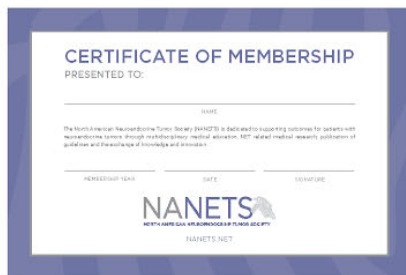 CERTIFICATE OF MEMBERSHIP
PRESENTED TO:
NAME
The North American Neuroendocrine Tumor Society (NANETS) is dedicated to supporting outcomes for patients with
neuroendocrine tumors through multidisciplinary medical education, NET related medical research, publication of
guidelines and the exchange of knowledge and innovation
MEMBERSHIP YEAR DATE SIGNATURE
NANETS
NORTH AMERICAN NEUROENDOCRINE TUMOR SOCIETY
NANETS.NET